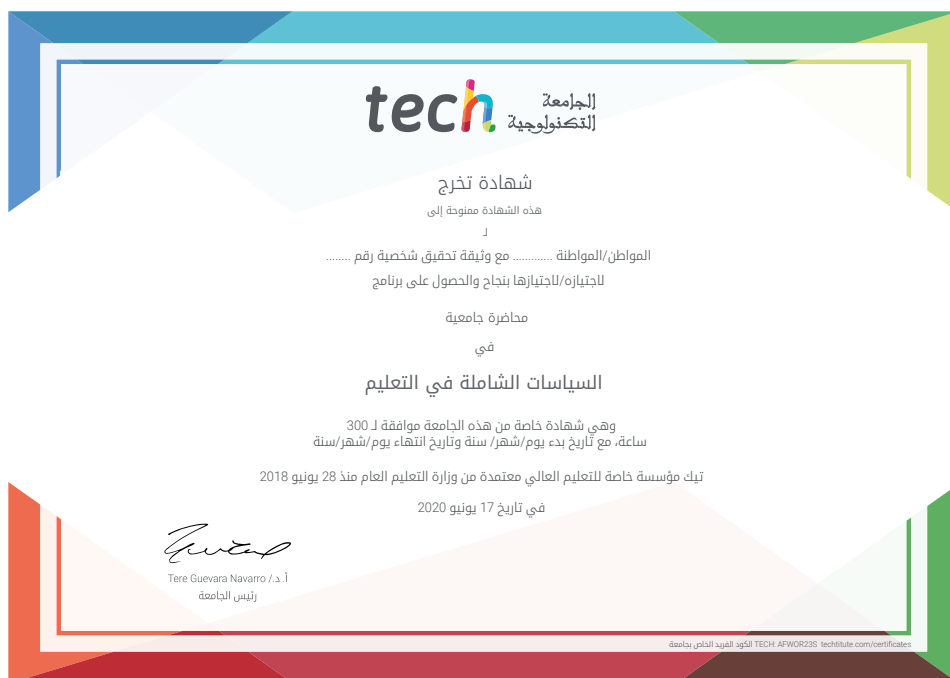 tech
الجامعة
التكنولوجية
شهادة تخرج
هذه الشهادة ممنوحة إلى
لـ
المواطن/المواطنة ............. مع وثيقة تحقيق شخصية رقم ........
لاجتيازه/لاجتيازها بنجاح والحصول على برنامج
محاضرة جامعية
في
السياسات الشاملة في التعليم
وهي شهادة خاصة من هذه الجامعة موافقة لـ 300
ساعة، مع تاريخ بدء يوم/شهر/ سنة وتاريخ انتهاء يوم/شهر/سنة
تيك مؤسسة خاصة للتعليم العالي معتمدة من وزارة التعليم العام منذ 28 يونيو 2018
في تاريخ 17 يونيو 2020
أ. د./ Tere Guevara Navarro
رئيس الجامعة
الكود الفريد الخاص بجامعة TECH: AFWOR23S techtitute.com/certificates